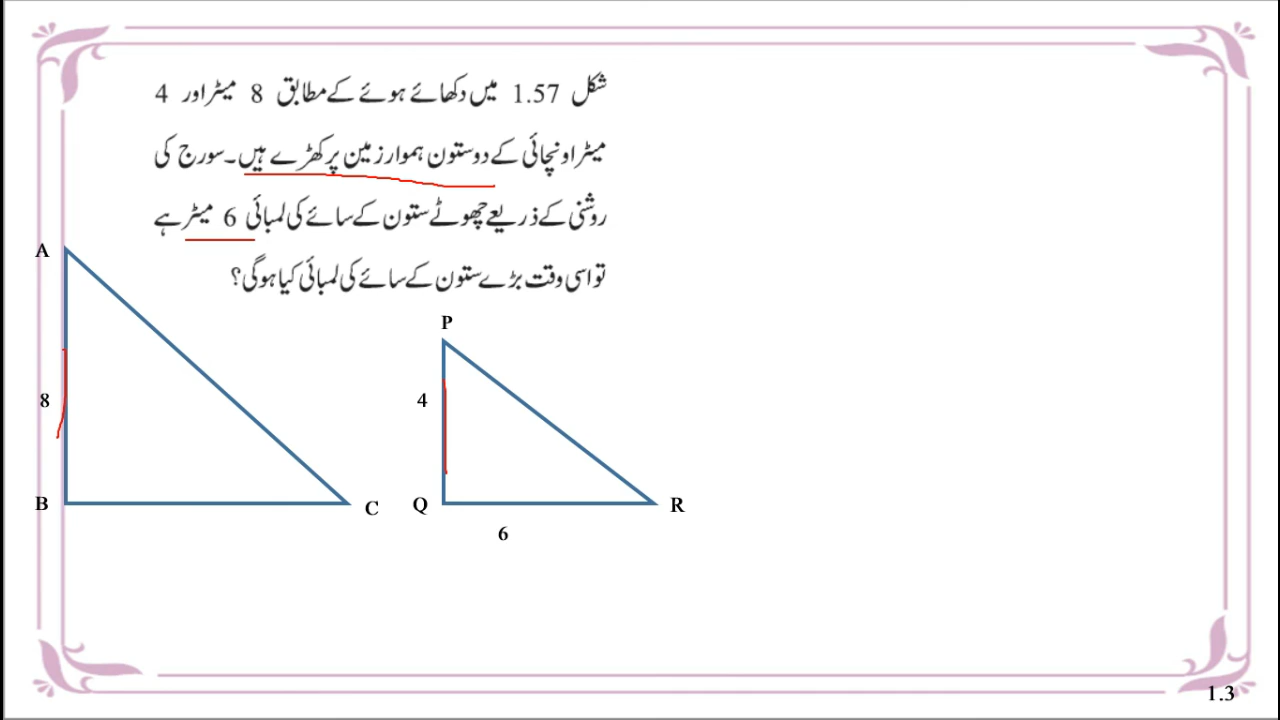 شکل 1.57 میں دکھائے ہوئے کے مطابق 8 میٹر اور 4
میٹر اونچائی کے دوستون ہموار زمین پر کھڑے ہیں۔ سورج کی
روشنی کے ذریعے چھوٹے ستون کے سائے کی لمبائی 6 میٹر ہے
تو اسی وقت بڑے ستون کے سائے کی لمبائی کیا ہوگی؟
A
P
8
4
B
C
Q
R
6
1.3